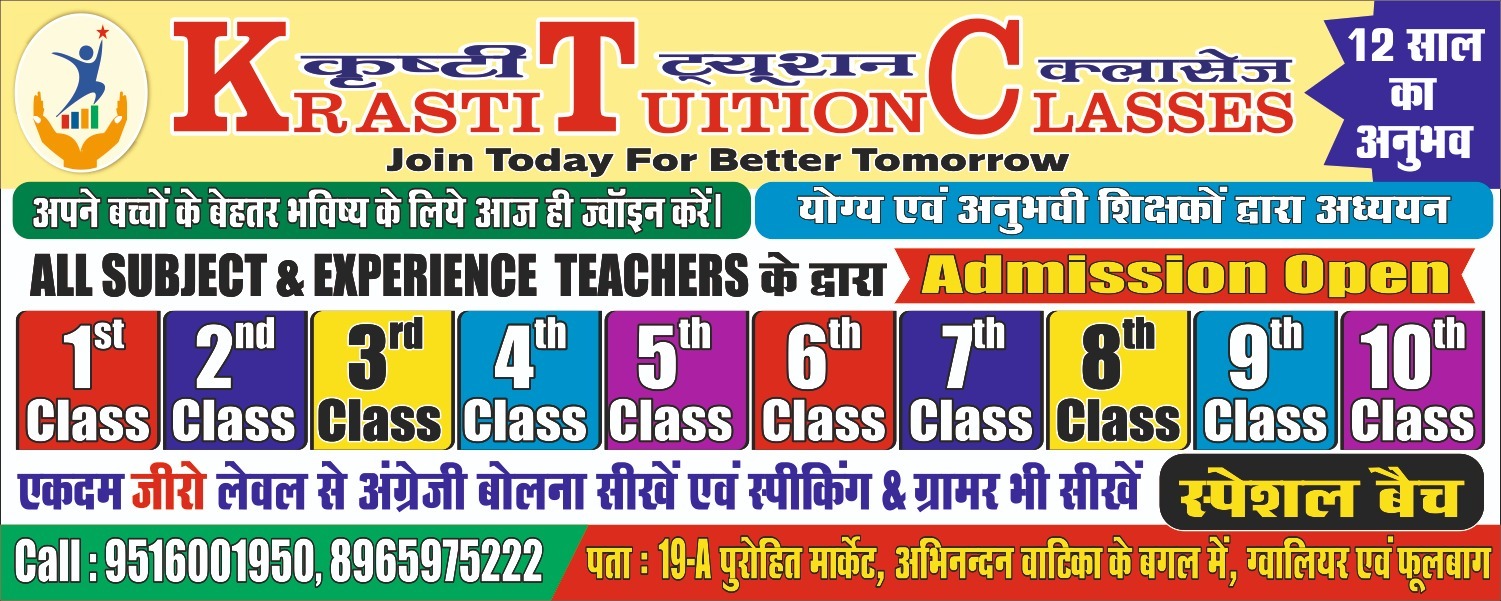 कृष्टी ट्यूशन क्लासेज
KRASTI TUITION CLASSES
Join Today For Better Tomorrow
12 साल
का
अनुभव
अपने बच्चों के बेहतर भविष्य के लिये आज ही ज्वॉइन करें।
योग्य एवं अनुभवी शिक्षकों द्वारा अध्ययन
ALL SUBJECT & EXPERIENCE TEACHERS के द्वारा
Admission Open
1st Class
2nd Class
3rd Class
4th Class
5th Class
6th Class
7th Class
8th Class
9th Class
10th Class
एकदम जीरो लेवल से अंग्रेजी बोलना सीखें एवं स्पीकिंग & ग्रामर भी सीखें
स्पेशल बैच
Call : 9516001950, 8965975222
पता : 19-A पुरोहित मार्केट, अभिनन्दन वाटिका के बगल में, ग्वालियर एवं फूलबाग